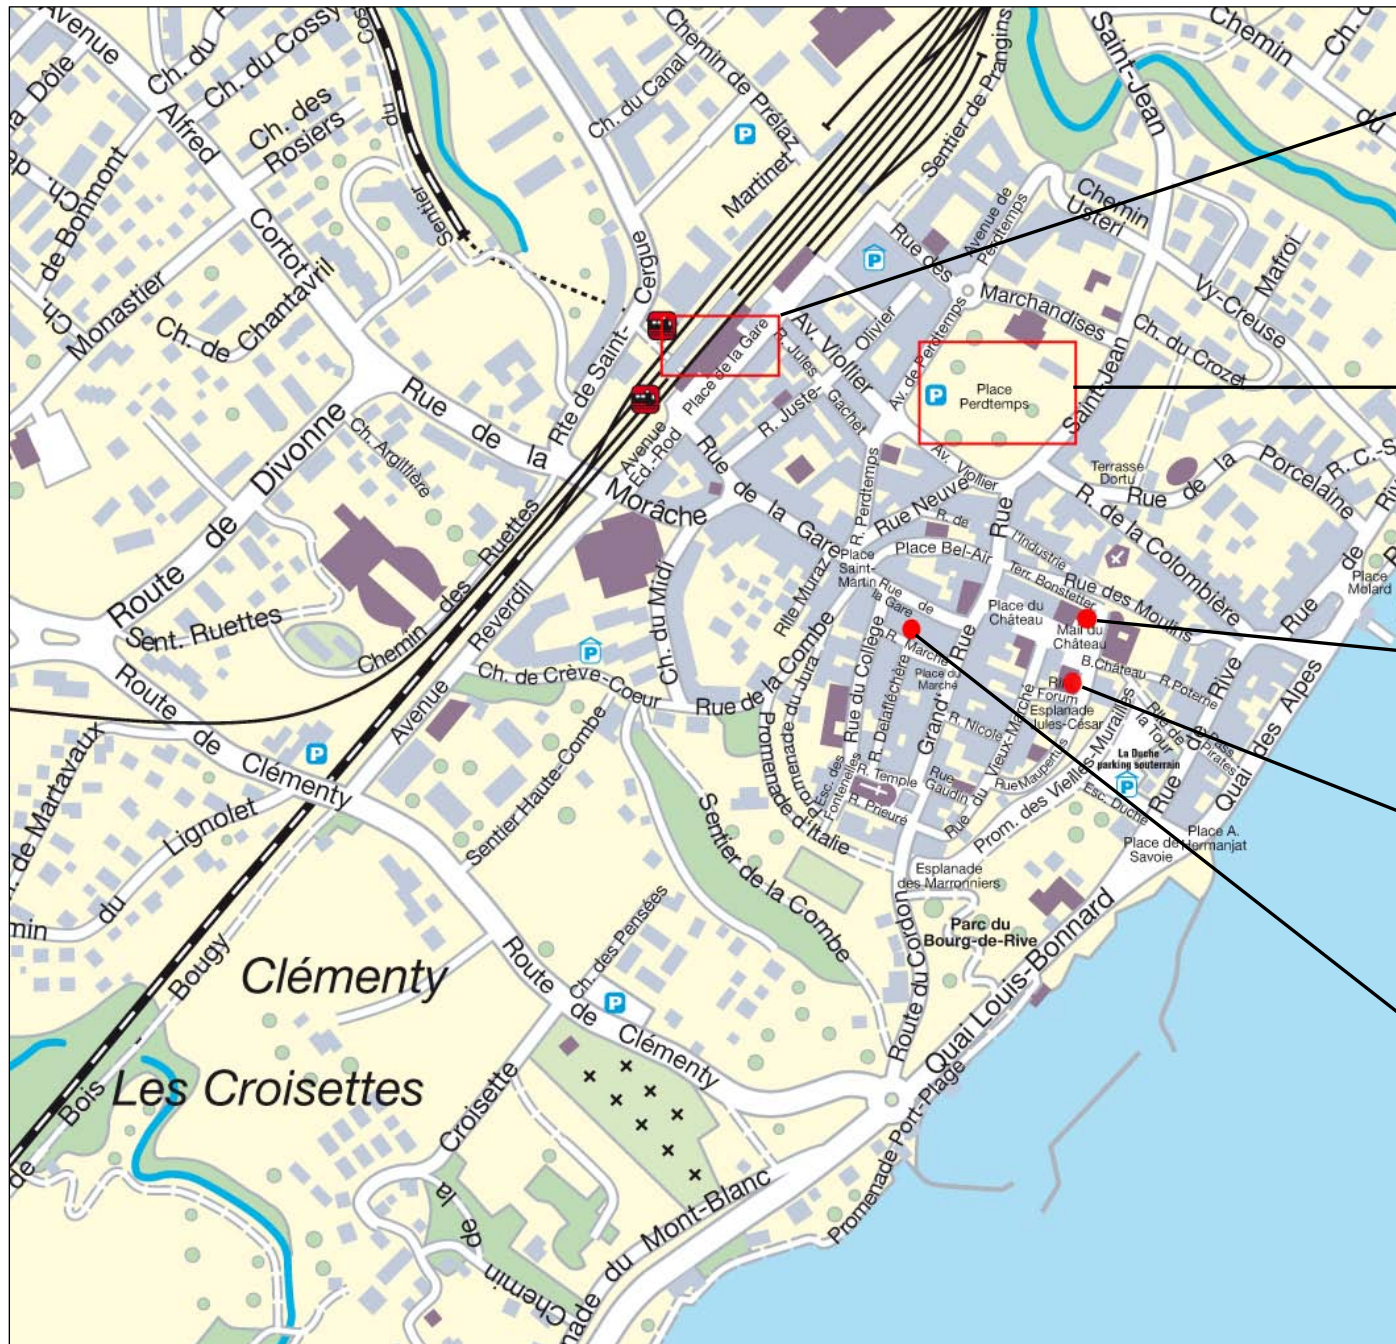 Avenue
Alfred
Cortot
la Dôle
Ch. du Cossy
Ch. des
Rosiers
de Bonmont
Monastier
Ch. de Chantavril
Sentier
du
Ch. du Canal
Chemin de Prélaz
Martinet
P
Sentier de Prangins
Saint-Jean
Chemin
du
Chemin
Usteri
Avenue de
Perdtemps
Rue des
Marchandises
P
Mafroi
Vy-Creuse
Ch. du Crozet
Rte de Saint-
Cergue
Place de la Gare
R. Jules-
Gachet
Av. Viollier
Olivier
Av. de Perdtemps
R. Juste-
P
Place
Perdtemps
Saint-Jean
Rue
Av. Viollier
Terrasse
Dortu
Rue de la
Porcelaine
R. C.-S
R. de la Colombière
Rue de la
Route de Divonne
Ch. Argillière
Avenue
Ed.-Rod
Morâche
Rue de la Gare
R. Perdtemps
Rue Neuve
R. de
l'Industrie
Place Bel-Air
Terr. Bonstetter
Rue des Moulins
Place
Saint-
Martin
Rue de
la Gare
Place
Molard
Rue de
Rive
Chemin des Ruettes
Sent. Ruettes
Avenue Reverdil
Ch. du Midi
Rlle Muraz
Rue de la Combe
Ch. de Crève-Coeur
P
Place du
Château
Mail du
Château
B. Château
R. Poterne
R. Marché
Place du
Marché
Rlle
Forum
Esplanade
Jules-César
Rue du Collège
R. Delafléchère
Grand'
Rue
R. Nicole
Rue du Vieux-Marché
Rue Maupertuis
Rlle de
la Tour
Pass.
Pirates
La Duche
parking souterrain
P
Esc. Duche
Prom. des Vieilles-Murailles
Quai des Alpes
Promenade du Jura
Promenade d'Italie
Esc. des
Fontenelles
R. Temple
R. Prieuré
Rue
Gaudin
Place de
Savoie
Place A.
Hermanjat
Esplanade
des Marronniers
Parc du
Bourg-de-Rive
Route de Clémenty
P
de Martavaux
Lignolet
du
Sentier Haute-Combe
Sentier de la Combe
Route du Cordon
Quai Louis-Bonnard
Ch. des Pensées
P
Route de Clémenty
Clémenty
Les Croisettes
de Bois Bougy
Croisette
de la
Chemin
du Mont-Blanc
Promenade Port-Plage